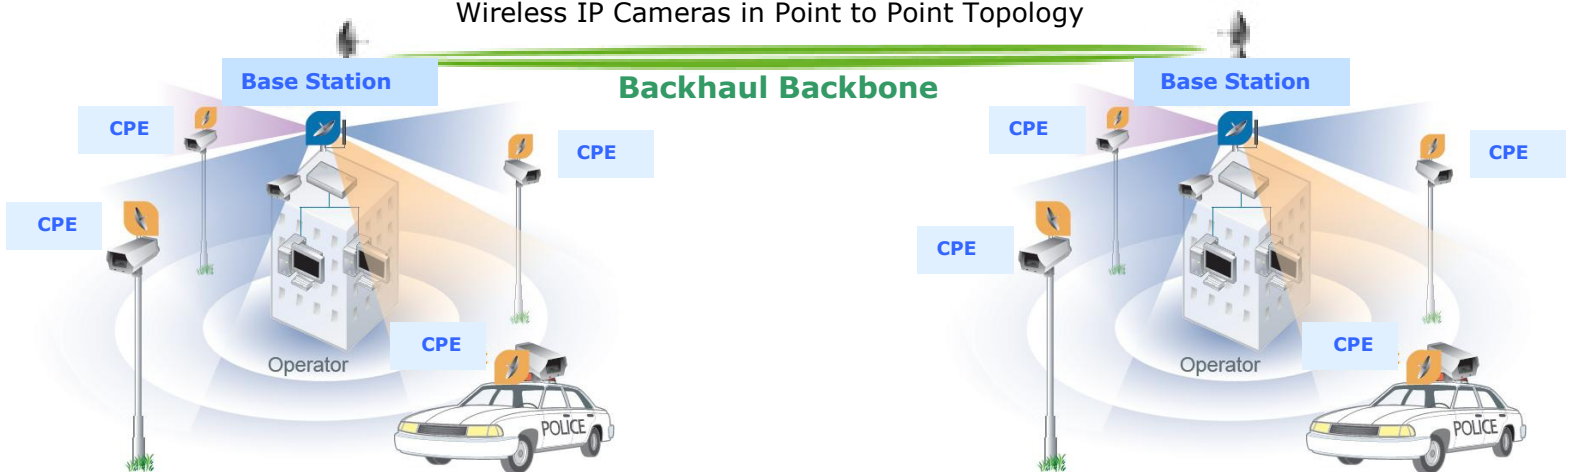 Wireless IP Cameras in Point to Point Topology
Base Station
Backhaul Backbone
Base Station
CPE
CPE
CPE
CPE
CPE
CPE
CPE
CPE
Operator
Operator
POLICE
POLICE